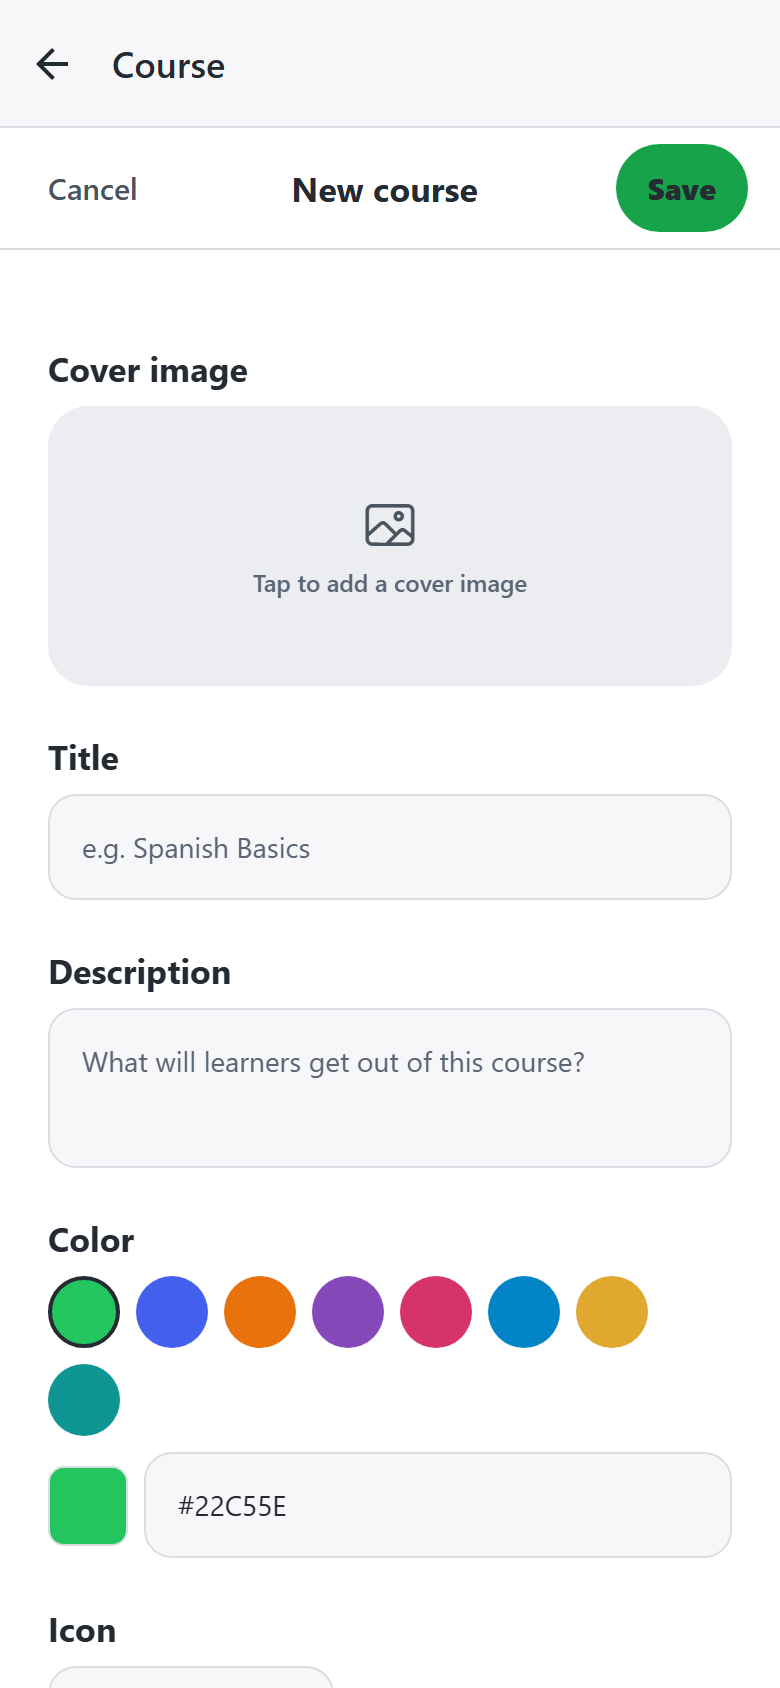 Course
Cancel
New course
Save
Cover image
Tap to add a cover image
Title
e.g. Spanish Basics
Description
What will learners get out of this course?
Color
#22C55E
Icon